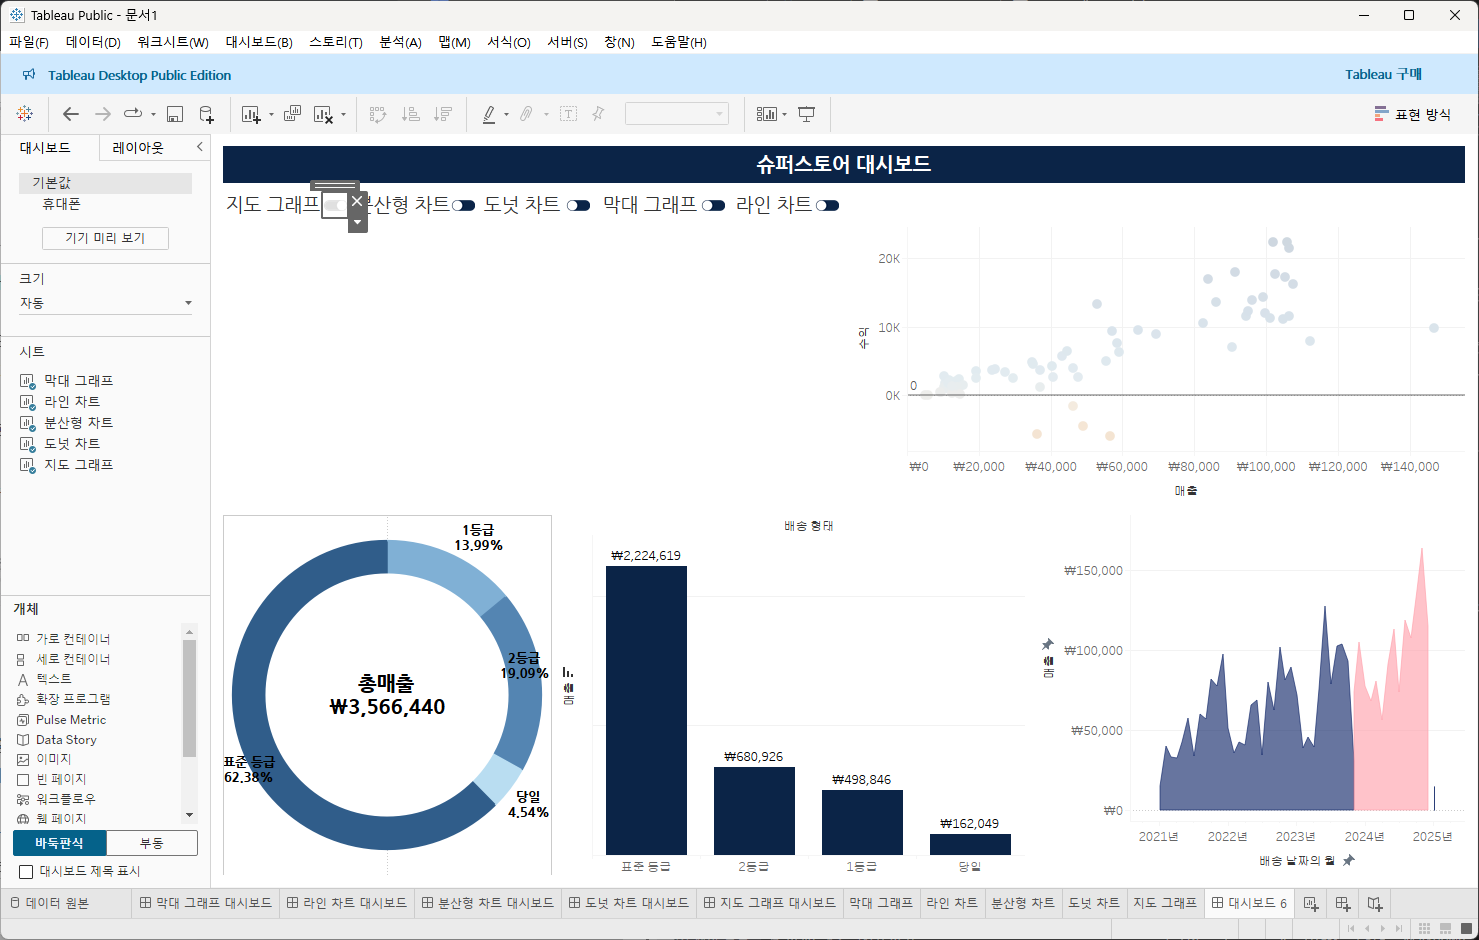 Tableau Public - 문서1
파일(F) 데이터(D) 워크시트(W) 대시보드(B) 스토리(T) 분석(A) 맵(M) 서식(O) 서버(S) 창(N) 도움말(H)
Tableau Desktop Public Edition
Tableau 구매
표현 방식
대시보드 레이아웃
기본값
휴대폰
기기 미리 보기
크기
자동
시트
막대 그래프
라인 차트
분산형 차트
도넛 차트
지도 그래프
개체
가로 컨테이너
세로 컨테이너
텍스트
확장 프로그램
Pulse Metric
Data Story
이미지
빈 페이지
워크플로우
웹 페이지
바둑판식 부동
대시보드 제목 표시
슈퍼스토어 대시보드
지도 그래프 분산형 차트 도넛 차트 막대 그래프 라인 차트
수익
20K
10K
0K
0
₩0 ₩20,000 ₩40,000 ₩60,000 ₩80,000 ₩100,000 ₩120,000 ₩140,000
매출
1등급
13.99%
2등급
19.09%
총매출
₩3,566,440
표준 등급
62.38%
당일
4.54%
배송 형태
매출
₩2,224,619
₩680,926
₩498,846
₩162,049
표준 등급 2등급 1등급 당일
매출
₩150,000
₩100,000
₩50,000
₩0
2021년 2022년 2023년 2024년 2025년
배송 날짜의 월
데이터 원본 막대 그래프 대시보드 라인 차트 대시보드 분산형 차트 대시보드 도넛 차트 대시보드 지도 그래프 대시보드 막대 그래프 라인 차트 분산형 차트 도넛 차트 지도 그래프 대시보드 6